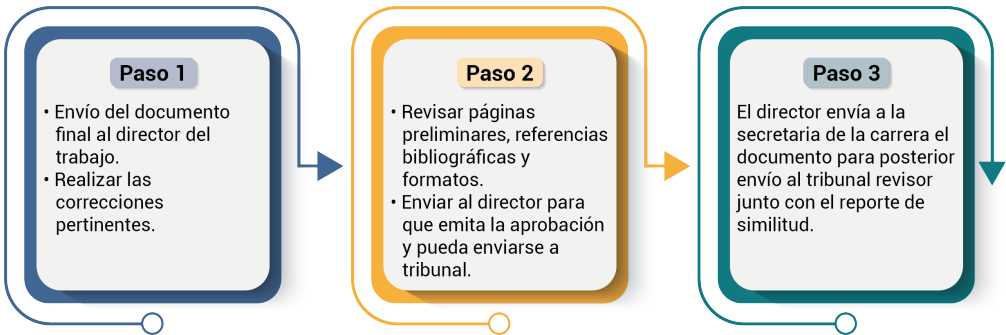 Paso 1
• Envío del documento
final al director del
trabajo.
• Realizar las
correcciones
pertinentes.
Paso 2
• Revisar páginas
preliminares, referencias
bibliográficas y
formatos.
• Enviar al director para
que emita la aprobación
y pueda enviarse a
tribunal.
Paso 3
El director envía a la
secretaria de la carrera el
documento para posterior
envío al tribunal revisor
junto con el reporte de
similitud.